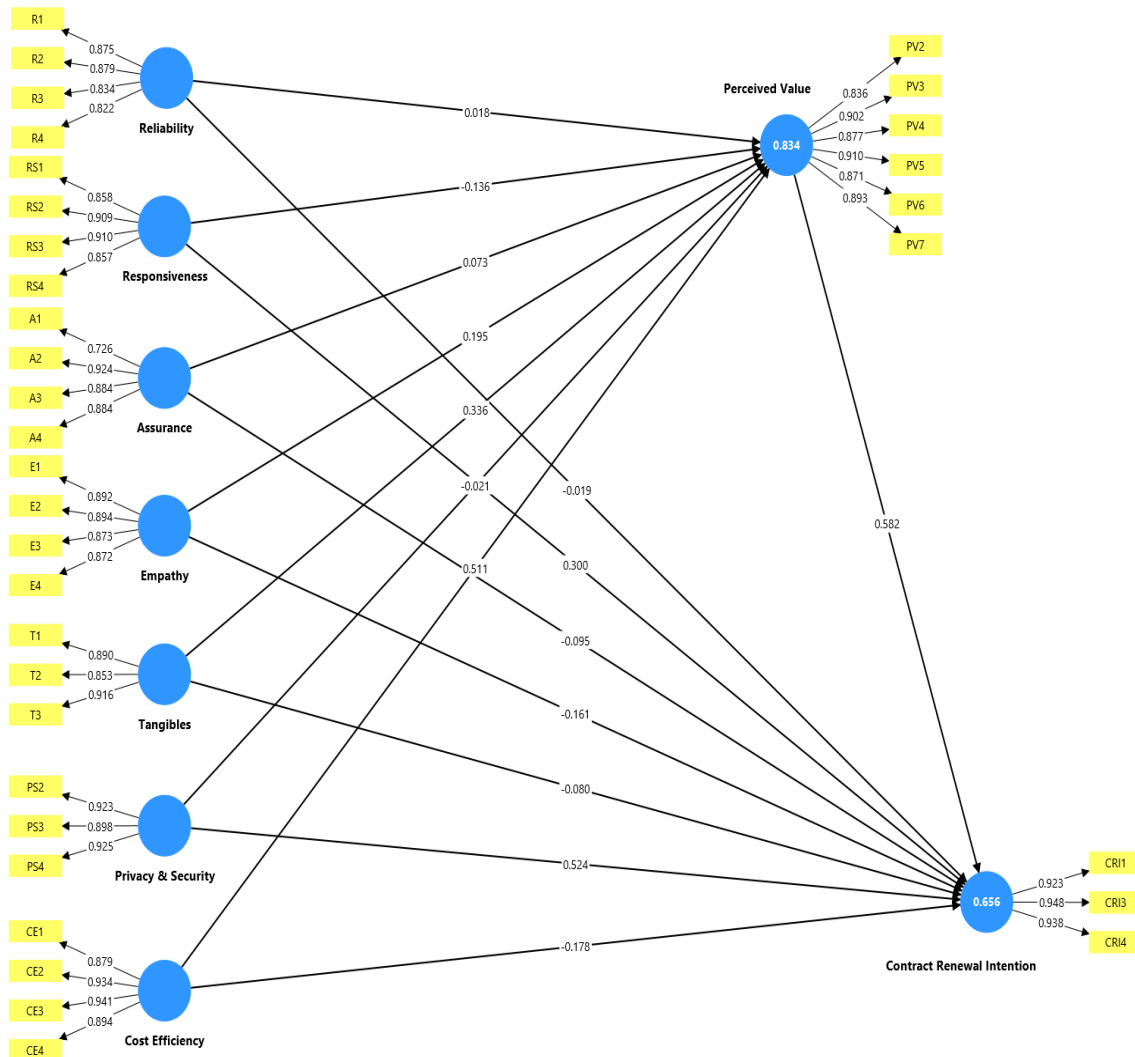 R1
0.875
R2
0.879
R3
0.834
R4
0.822
Reliability
RS1
0.858
RS2
0.909
RS3
0.910
RS4
0.857
Responsiveness
A1
0.726
A2
0.924
A3
0.884
A4
0.884
Assurance
E1
0.892
E2
0.894
E3
0.873
E4
0.872
Empathy
T1
0.890
T2
0.853
T3
0.916
Tangibles
PS2
0.923
PS3
0.898
PS4
0.925
Privacy & Security
CE1
0.879
CE2
0.934
CE3
0.941
CE4
0.894
Cost Efficiency
0.018
-0.136
0.073
0.195
0.336
-0.021
0.511
-0.019
0.300
-0.095
-0.161
-0.080
0.524
-0.178
Perceived Value
0.834
PV2
0.836
PV3
0.902
PV4
0.877
PV5
0.910
PV6
0.871
PV7
0.893
0.582
0.656
Contract Renewal Intention
CRI1
0.923
CRI3
0.948
CRI4
0.938